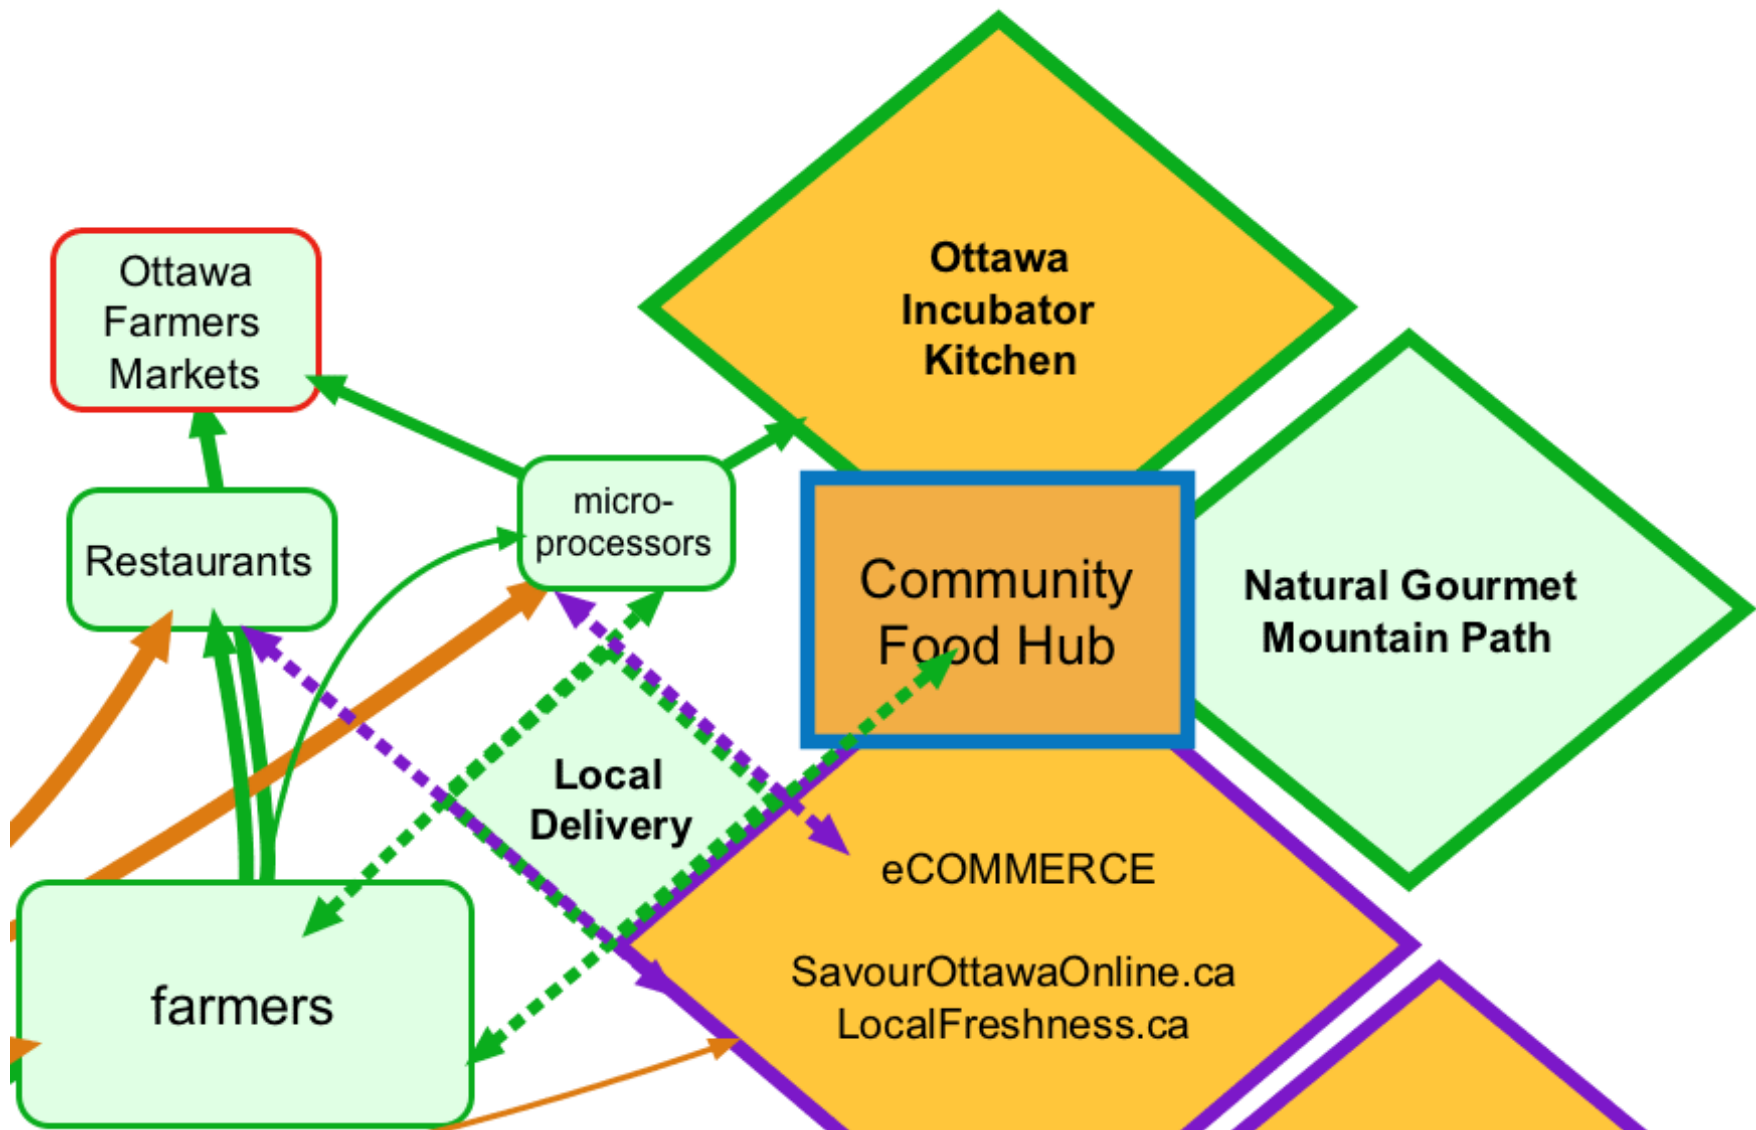 Ottawa
Incubator
Kitchen
Ottawa
Farmers
Markets
micro-
processors
Restaurants
Community
Food Hub
Natural Gourmet
Mountain Path
Local
Delivery
eCOMMERCE
SavourOttawaOnline.ca
LocalFreshness.ca
farmers